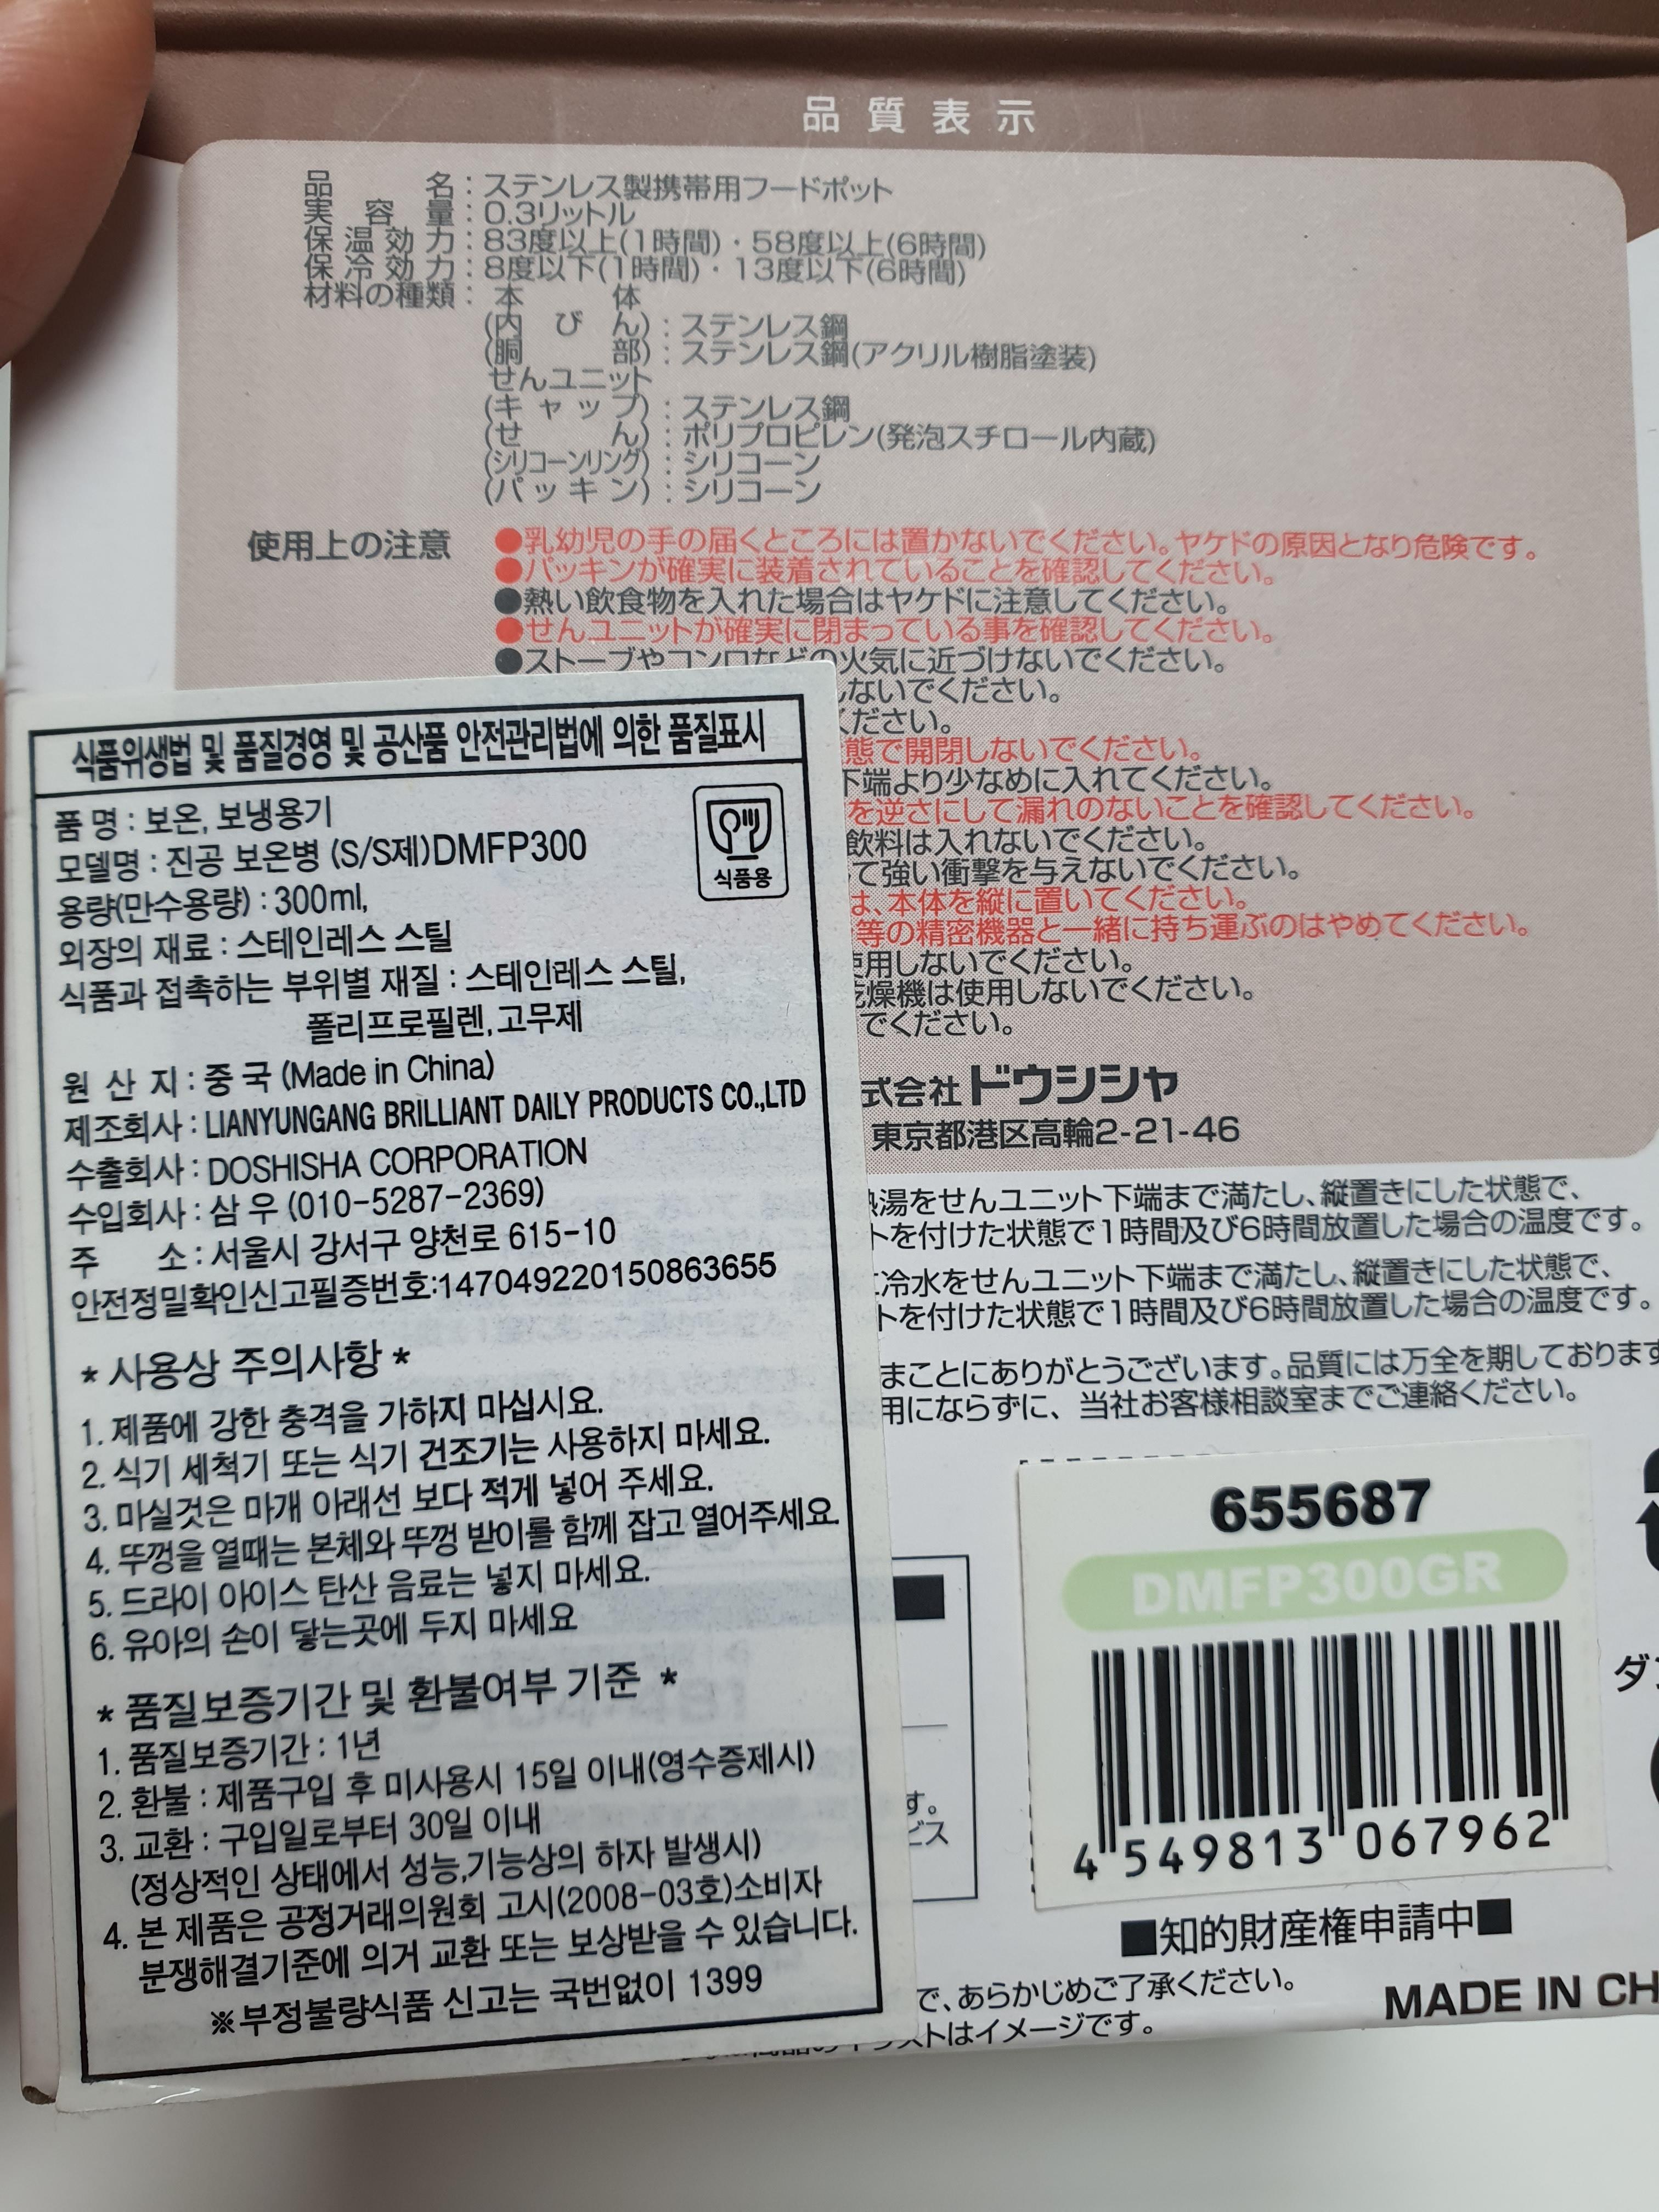 品質表示
品名：ステンレス製携帯用フードポット
実容量：0.3リットル
保温効力：83度以上(1時間)・58度以上(6時間)
保冷効力：8度以下(1時間)・13度以下(6時間)
材料の種類：本体
(内びん)：ステンレス鋼
(胴部)：ステンレス鋼(アクリル樹脂塗装)
せんユニット
(キャップ)：ステンレス鋼
(せん)：ポリプロピレン(発泡スチロール内蔵)
(シリコーンリング)：シリコーン
(パッキン)：シリコーン
使用上の注意
●乳幼児の手の届くところには置かないでください。ヤケドの原因となり危険です。
●パッキンが確実に装着されていることを確認してください。
●熱い飲食物を入れた場合はヤケドに注意してください。
●せんユニットが確実に閉まっている事を確認してください。
●ストーブやコンロなどの火気に近づけないでください。
しないでください。
ください。
態で開閉しないでください。
下端より少なめに入れてください。
を逆さにして漏れのないことを確認してください。
飲料は入れないでください。
て強い衝撃を与えないでください。
は、本体を縦に置いてください。
等の精密機器と一緒に持ち運ぶのはやめてください。
使用しないでください。
乾燥機は使用しないでください。
でください。
式会社ドウシシャ
東京都港区高輪2-21-46
熱湯をせんユニット下端まで満たし、縦置きにした状態で、
トを付けた状態で1時間及び6時間放置した場合の温度です。
冷水をせんユニット下端まで満たし、縦置きにした状態で、
トを付けた状態で1時間及び6時間放置した場合の温度です。
まことにありがとうございます。品質には万全を期しております
用にならずに、当社お客様相談室までご連絡ください。
식품위생법 및 품질경영 및 공산품 안전관리법에 의한 품질표시
품 명 : 보온, 보냉용기
모델명 : 진공 보온병 (S/S제)DMFP300
용량(만수용량) : 300ml,
외장의 재료 : 스테인레스 스틸
식품과 접촉하는 부위별 재질 : 스테인레스 스틸,
폴리프로필렌, 고무제
식품용
원 산 지 : 중 국 (Made in China)
제조회사 : LIANYUNGANG BRILLIANT DAILY PRODUCTS CO.,LTD
수출회사 : DOSHISHA CORPORATION
수입회사 : 삼 우 (010-5287-2369)
주 소 : 서울시 강서구 양천로 615-10
안전정밀확인신고필증번호:147049220150863655
* 사용상 주의사항 *
1. 제품에 강한 충격을 가하지 마십시요.
2. 식기 세척기 또는 식기 건조기는 사용하지 마세요.
3. 마실것은 마개 아래선 보다 적게 넣어 주세요.
4. 뚜껑을 열때는 본체와 뚜껑 받이를 함께 잡고 열어주세요.
5. 드라이 아이스 탄산 음료는 넣지 마세요.
6. 유아의 손이 닿는곳에 두지 마세요
* 품질보증기간 및 환불여부 기준 *
1. 품질보증기간 : 1년
2. 환불 : 제품구입 후 미사용시 15일 이내(영수증제시)
3. 교환 : 구입일로부터 30일 이내
(정상적인 상태에서 성능,기능상의 하자 발생시)
4. 본 제품은 공정거래의원회 고시(2008-03호)소비자
분쟁해결기준에 의거 교환 또는 보상받을 수 있습니다.
※부정불량식품 신고는 국번없이 1399
す。
ビス
655687
DMFP300GR
4 549813 067962
ダン
■知的財産権申請中■
で、あらかじめご了承ください。
MADE IN CH
トはイメージです。